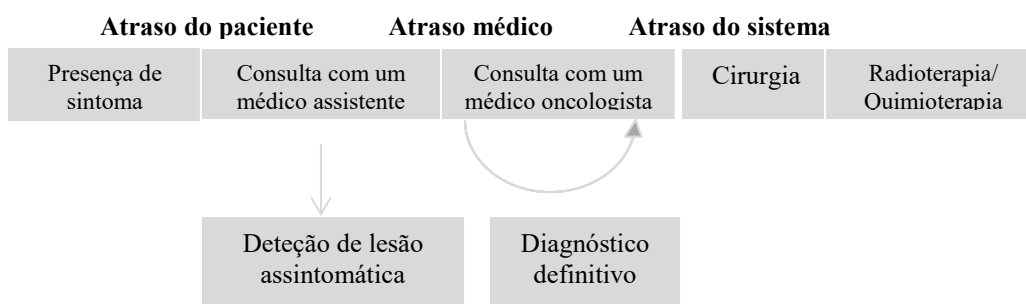 Atraso do paciente Atraso médico Atraso do sistema
Presença de
sintoma
Consulta com um
médico assistente
Consulta com um
médico oncologista
Cirurgia
Radioterapia/
Quimioterapia
Deteção de lesão
assintomática
Diagnóstico
definitivo